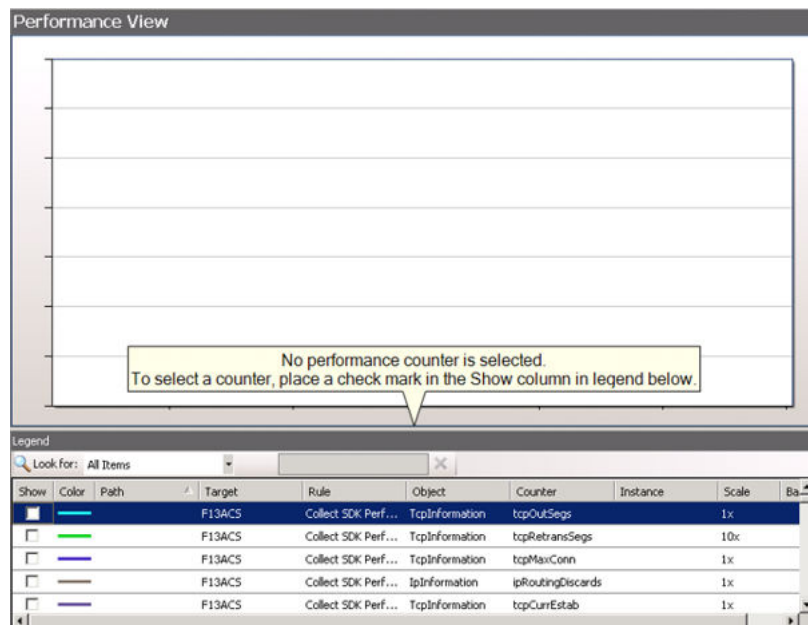 Performance View
No performance counter is selected.
To select a counter, place a check mark in the Show column in legend below.
Legend
Look for: All Items
Show Color Path Target Rule Object Counter Instance Scale Ba
F13ACS Collect SDK Perf... TcpInformation tcpOutSegs 1x
F13ACS Collect SDK Perf... TcpInformation tcpRetransSegs 10x
F13ACS Collect SDK Perf... TcpInformation tcpMaxConn 1x
F13ACS Collect SDK Perf... IpInformation ipRoutingDiscards 1x
F13ACS Collect SDK Perf... TcpInformation tcpCurrEstab 1x